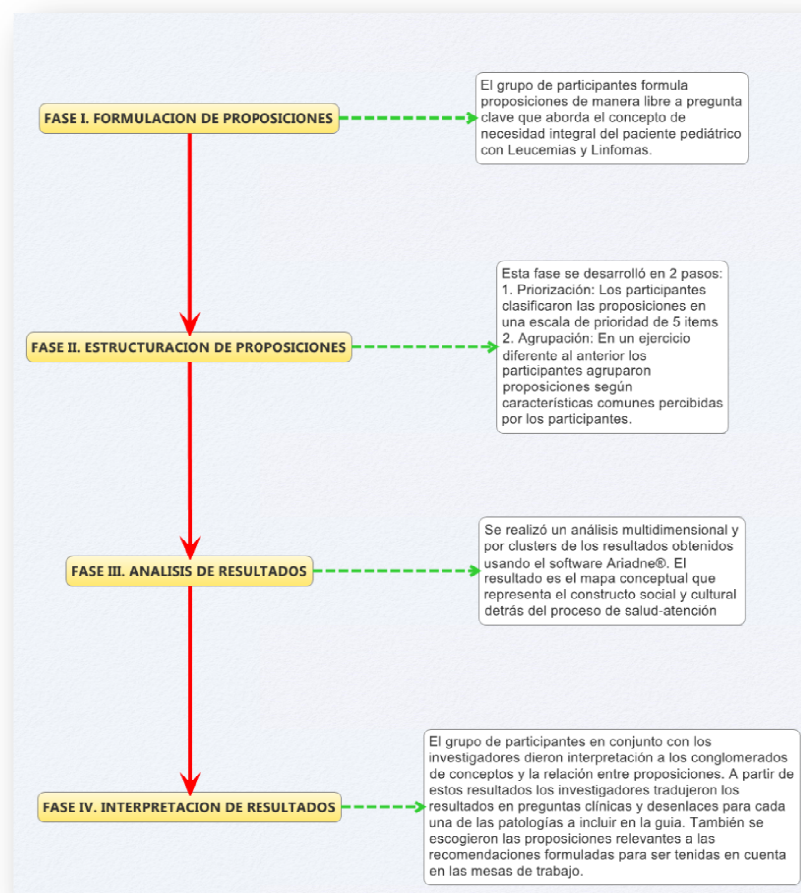 FASE I. FORMULACION DE PROPOSICIONES
El grupo de participantes formula
proposiciones de manera libre a pregunta
clave que aborda el concepto de
necesidad integral del paciente pediátrico
con Leucemias y Linfomas.
FASE II. ESTRUCTURACION DE PROPOSICIONES
Esta fase se desarrolló en 2 pasos:
1. Priorización: Los participantes
clasificaron las proposiciones en
una escala de prioridad de 5 items
2. Agrupación: En un ejercicio
diferente al anterior los
participantes agruparon
proposiciones según
características comunes percibidas
por los participantes.
FASE III. ANALISIS DE RESULTADOS
Se realizó un análisis multidimensional y
por clusters de los resultados obtenidos
usando el software Ariadne®. El
resultado es el mapa conceptual que
representa el constructo social y cultural
detrás del proceso de salud-atención
FASE IV. INTERPRETACION DE RESULTADOS
El grupo de participantes en conjunto con los
investigadores dieron interpretación a los conglomerados
de conceptos y la relación entre proposiciones. A partir de
estos resultados los investigadores tradujeron los
resultados en preguntas clínicas y desenlaces para cada
una de las patologías a incluir en la guia. También se
escogieron las proposiciones relevantes a las
recomendaciones formuladas para ser tenidas en cuenta
en las mesas de trabajo.